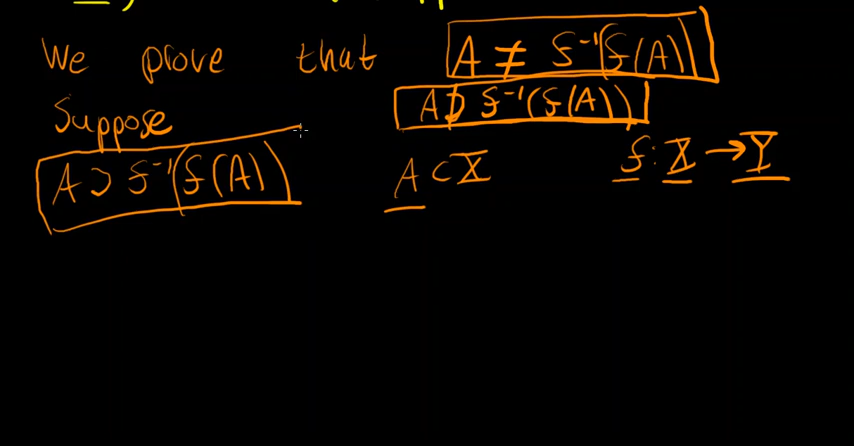 We prove that A ≠ f⁻¹(f(A))
A ⊅ f⁻¹(f(A))
Suppose
A ⊃ f⁻¹(f(A)) A ⊂ X f: X → Y